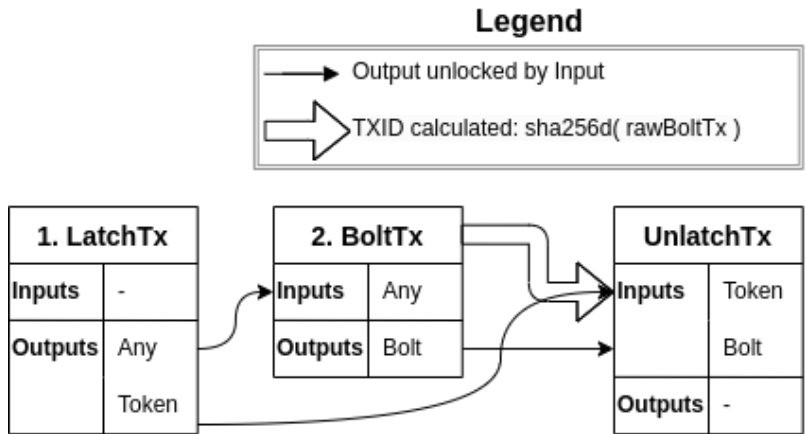 Legend
Output unlocked by Input
TXID calculated: sha256d( rawBoltTx )
1. LatchTx
Inputs -
Outputs Any
Token
2. BoltTx
Inputs Any
Outputs Bolt
UnlatchTx
Inputs Token
Bolt
Outputs -